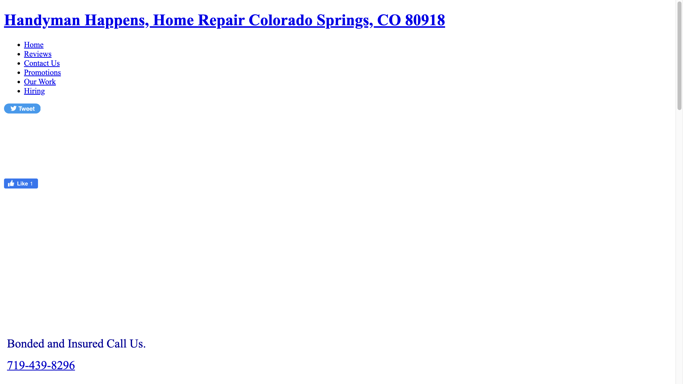 Handyman Happens, Home Repair Colorado Springs, CO 80918
Home
Reviews
Contact Us
Promotions
Our Work
Hiring
Tweet
Like 1
Bonded and Insured Call Us.
719-439-8296